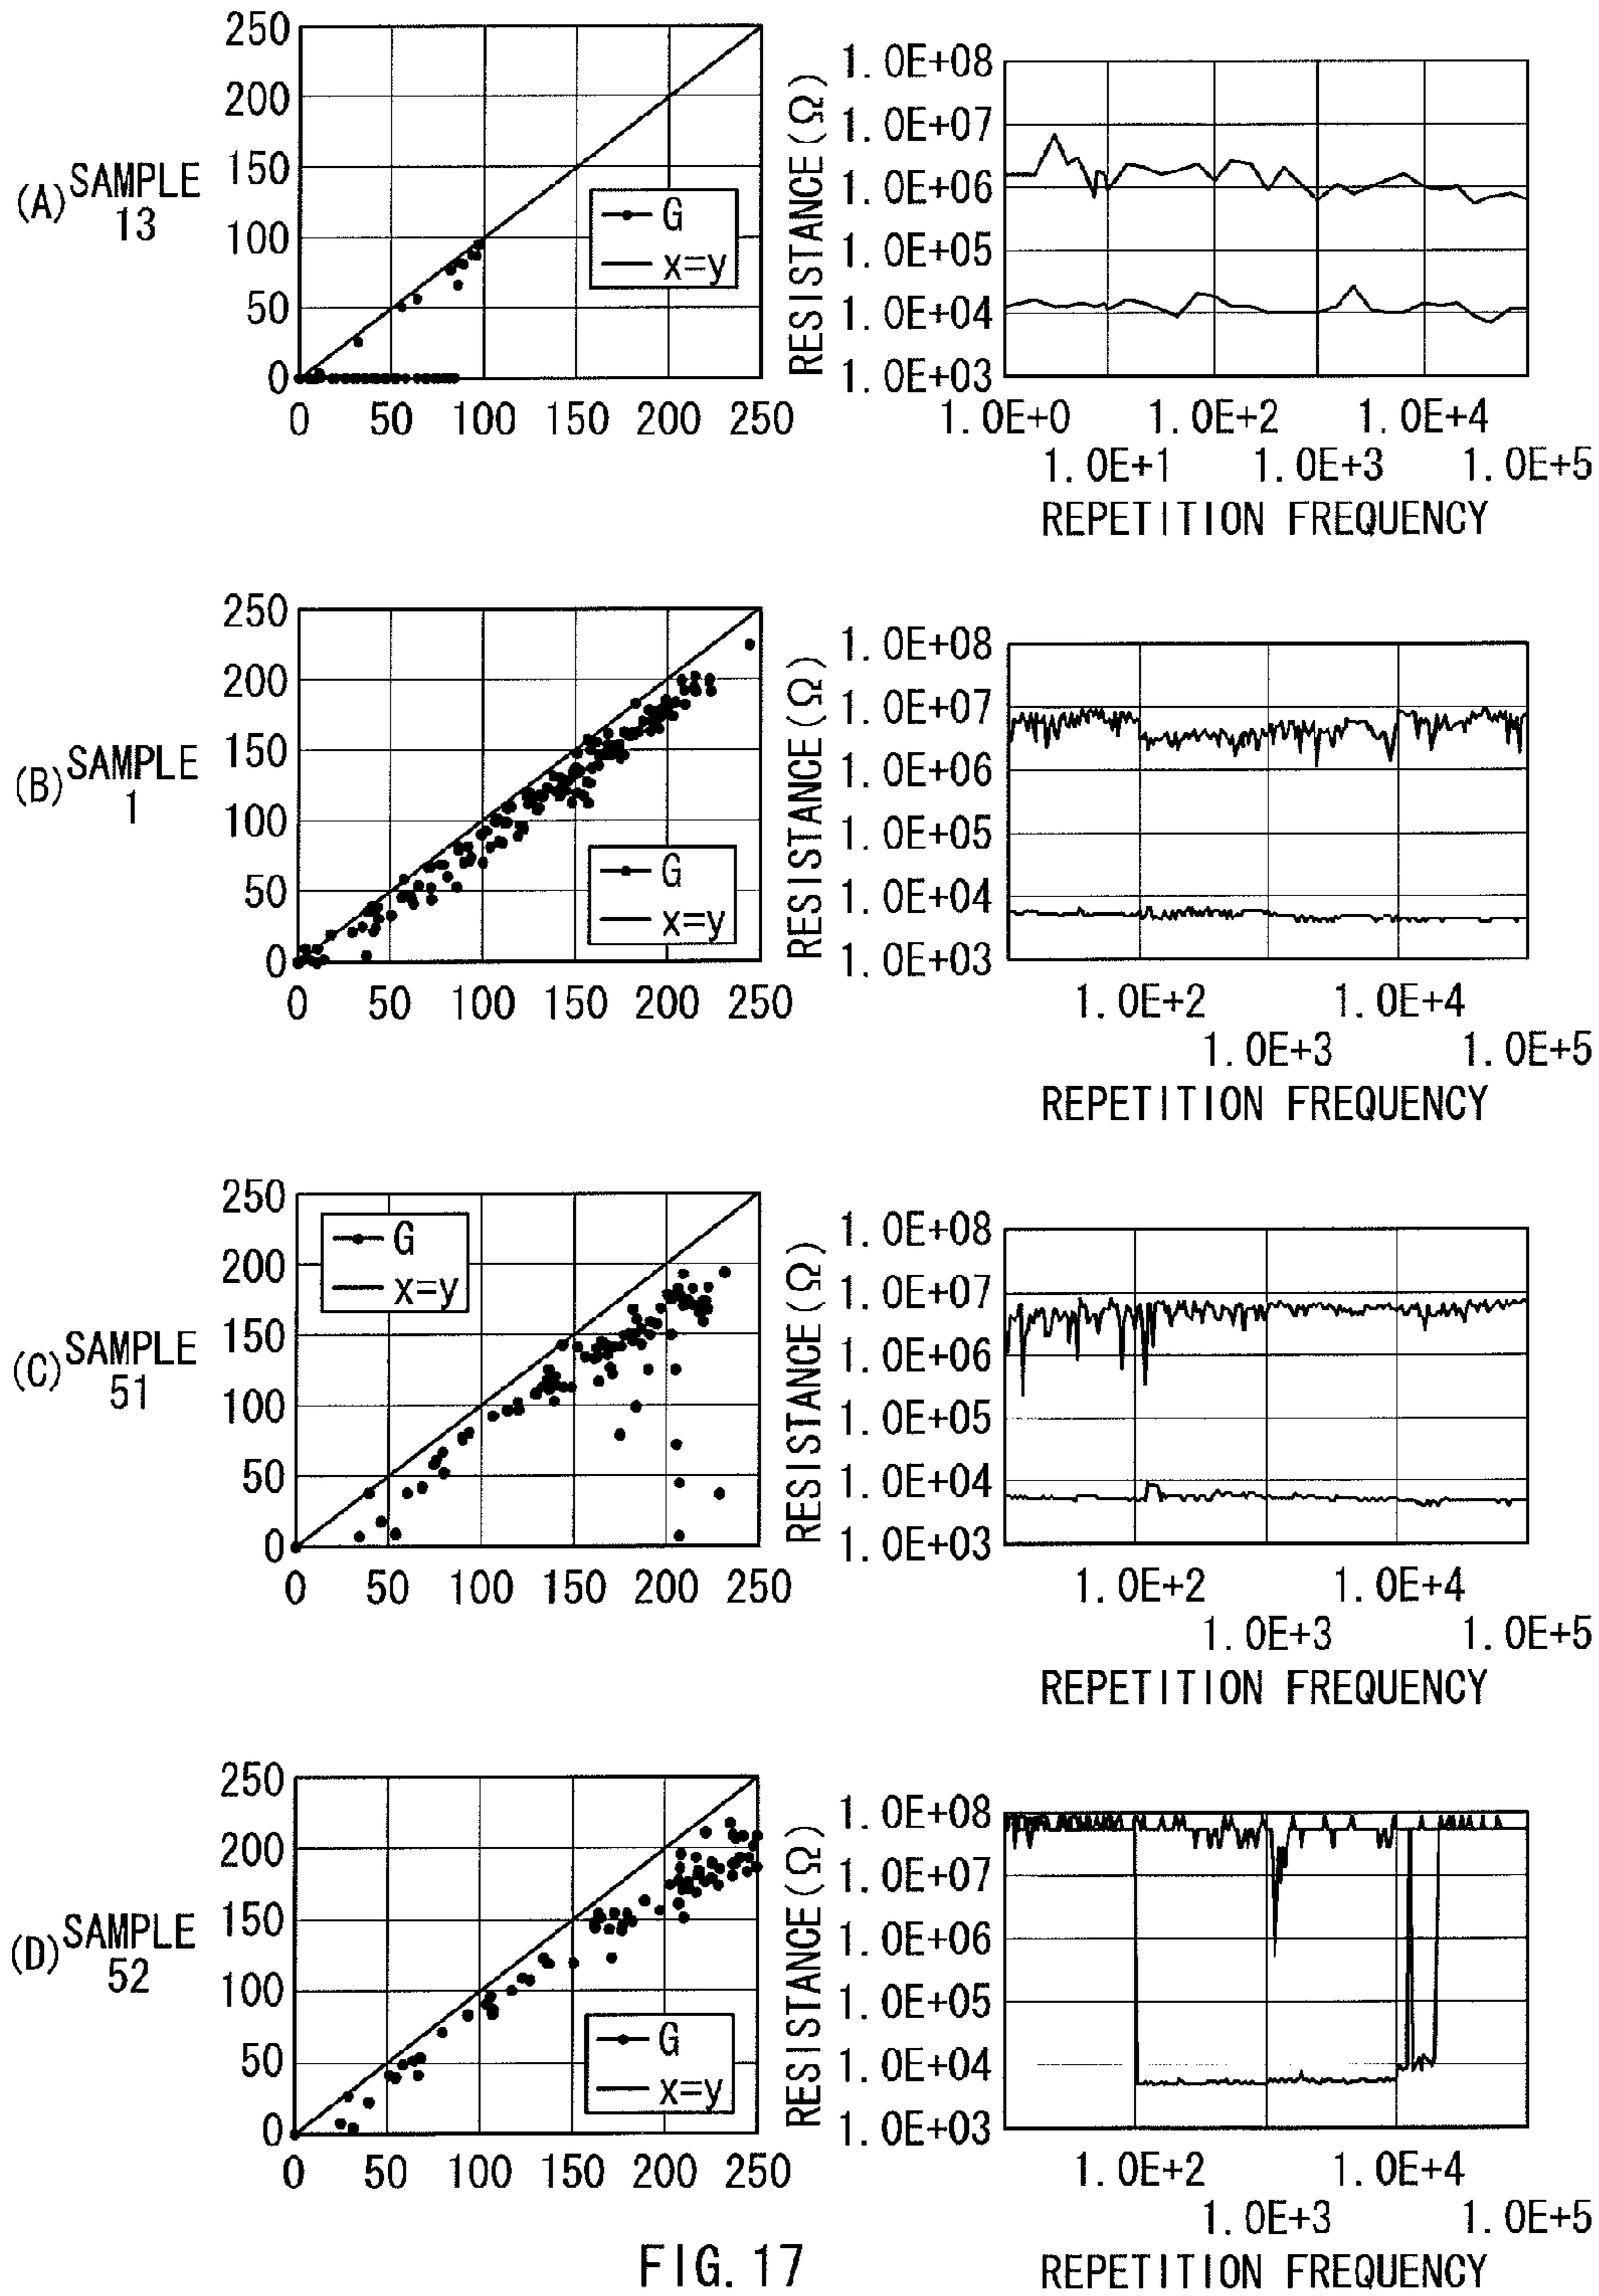 (A) SAMPLE 13
250
200
150
100
50
0
0 50 100 150 200 250
G
x=y
RESISTANCE(Ω)
1.0E+08
1.0E+07
1.0E+06
1.0E+05
1.0E+04
1.0E+03
1.0E+0 1.0E+2 1.0E+4
1.0E+1 1.0E+3 1.0E+5
REPETITION FREQUENCY
(B) SAMPLE 1
250
200
150
100
50
0
0 50 100 150 200 250
G
x=y
RESISTANCE(Ω)
1.0E+08
1.0E+07
1.0E+06
1.0E+05
1.0E+04
1.0E+03
1.0E+2 1.0E+4
1.0E+3 1.0E+5
REPETITION FREQUENCY
(C) SAMPLE 51
250
200
150
100
50
0
0 50 100 150 200 250
G
x=y
RESISTANCE(Ω)
1.0E+08
1.0E+07
1.0E+06
1.0E+05
1.0E+04
1.0E+03
1.0E+2 1.0E+4
1.0E+3 1.0E+5
REPETITION FREQUENCY
(D) SAMPLE 52
250
200
150
100
50
0
0 50 100 150 200 250
G
x=y
RESISTANCE(Ω)
1.0E+08
1.0E+07
1.0E+06
1.0E+05
1.0E+04
1.0E+03
1.0E+2 1.0E+4
1.0E+3 1.0E+5
REPETITION FREQUENCY
FIG.17